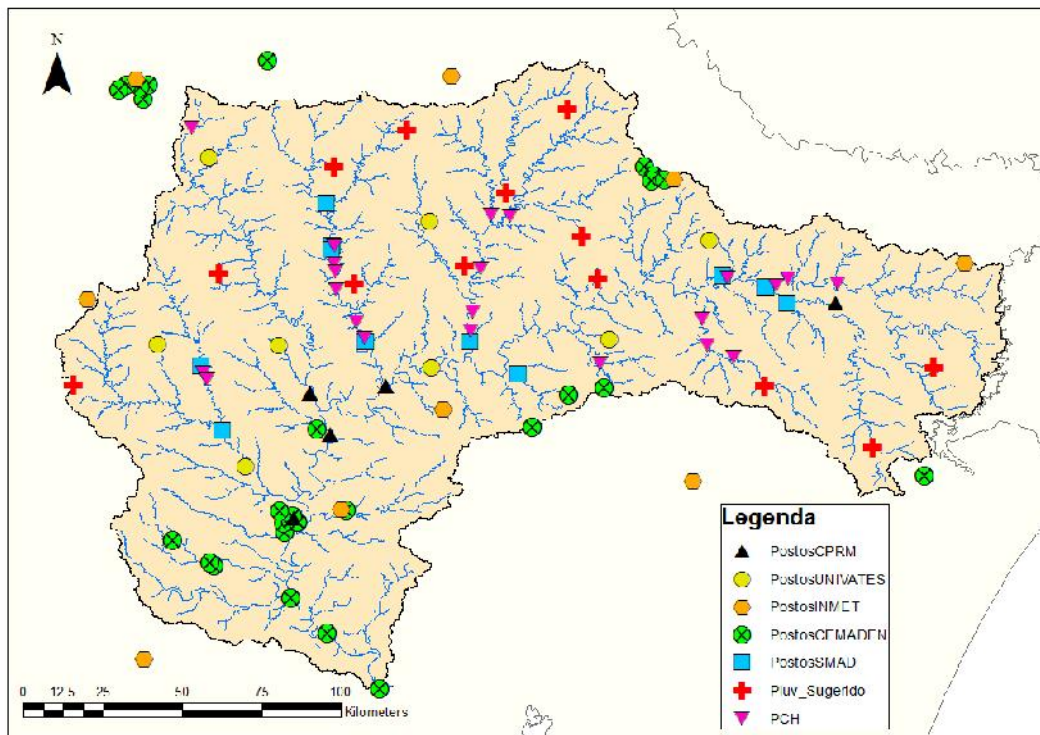 N
Legenda
PostosCPRM
PostosUNIVATES
PostosINMET
PostosCEMADEN
PostosSMAD
Pluv_Sugerido
PCH
0 12.5 25 50 75 100
Kilometers